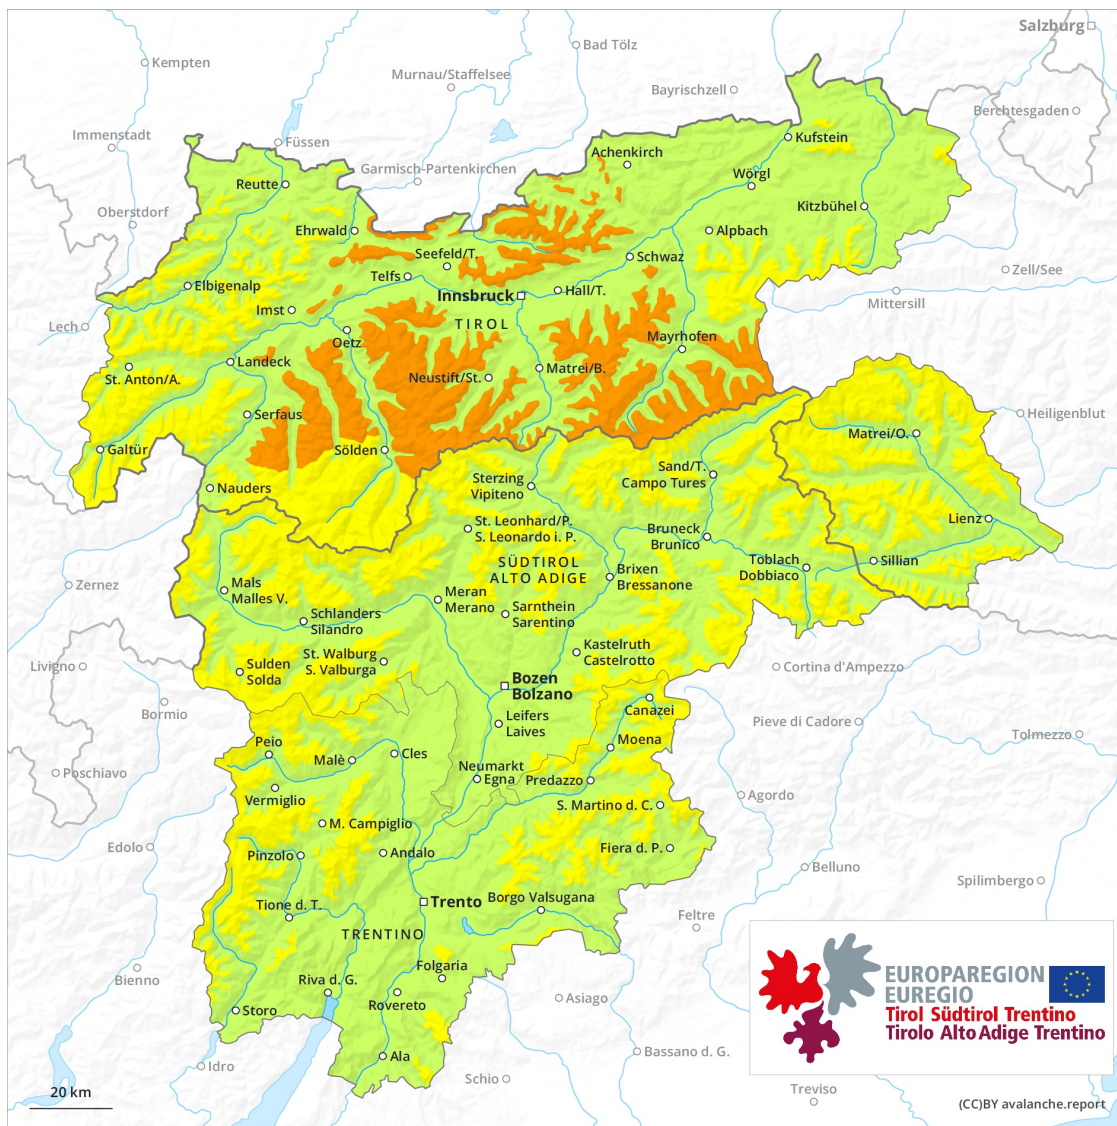 Salzburg
Bad Tölz
Kempten
Murnau/Staffelsee
Bayrischzell
Berchtesgaden
Immenstadt
Füssen
Kufstein
Achenkirch
Garmisch-Partenkirchen
Wörgl
Reutte
Oberstdorf
Kitzbühel
Ehrwald
Alpbach
Seefeld/T.
Schwaz
Telfs
Zell/See
Elbigenalp
Innsbruck
Hall/T.
Mittersill
Imst
TIROL
Lech
Oetz
Mayrhofen
Landeck
Matrei/B.
St. Anton/A.
Neustift/St.
Serfaus
Heiligenblut
Matrei/O.
Galtür
Sölden
Sand/T.
Campo Tures
Sterzing
Vipiteno
Nauders
St. Leonhard/P.
S. Leonardo i. P.
Bruneck
Brunico
Lienz
SÜDTIROL
ALTO ADIGE
Toblach
Dobbiaco
Sillian
Brixen
Bressanone
Zernez
Mals
Malles V.
Meran
Merano
Sarnthein
Sarentino
Schlanders
Silandro
Kastelruth
Castelrotto
St. Walburg
S. Valburga
Livigno
Sulden
Solda
Cortina d'Ampezzo
Bozen
Bolzano
Bormio
Canazei
Leifers
Laives
Pieve di Cadore
Tolmezzo
Peio
Moena
Cles
Malè
Poschiavo
Neumarkt
Egna
Predazzo
Vermiglio
Agordo
S. Martino d. C.
M. Campiglio
Edolo
Pinzolo
Andalo
Fiera d. P.
Belluno
Spilimbergo
Trento
Borgo Valsugana
Tione d. T.
Feltre
TRENTINO
Folgaria
Bienno
Riva d. G.
Rovereto
Asiago
Storo
EUROPAREGION
EUREGIO
Tirol Südtirol Trentino
Tirolo Alto Adige Trentino
Ala
Bassano d. G.
Idro
Schio
Treviso
20 km
(CC)BY avalanche.report